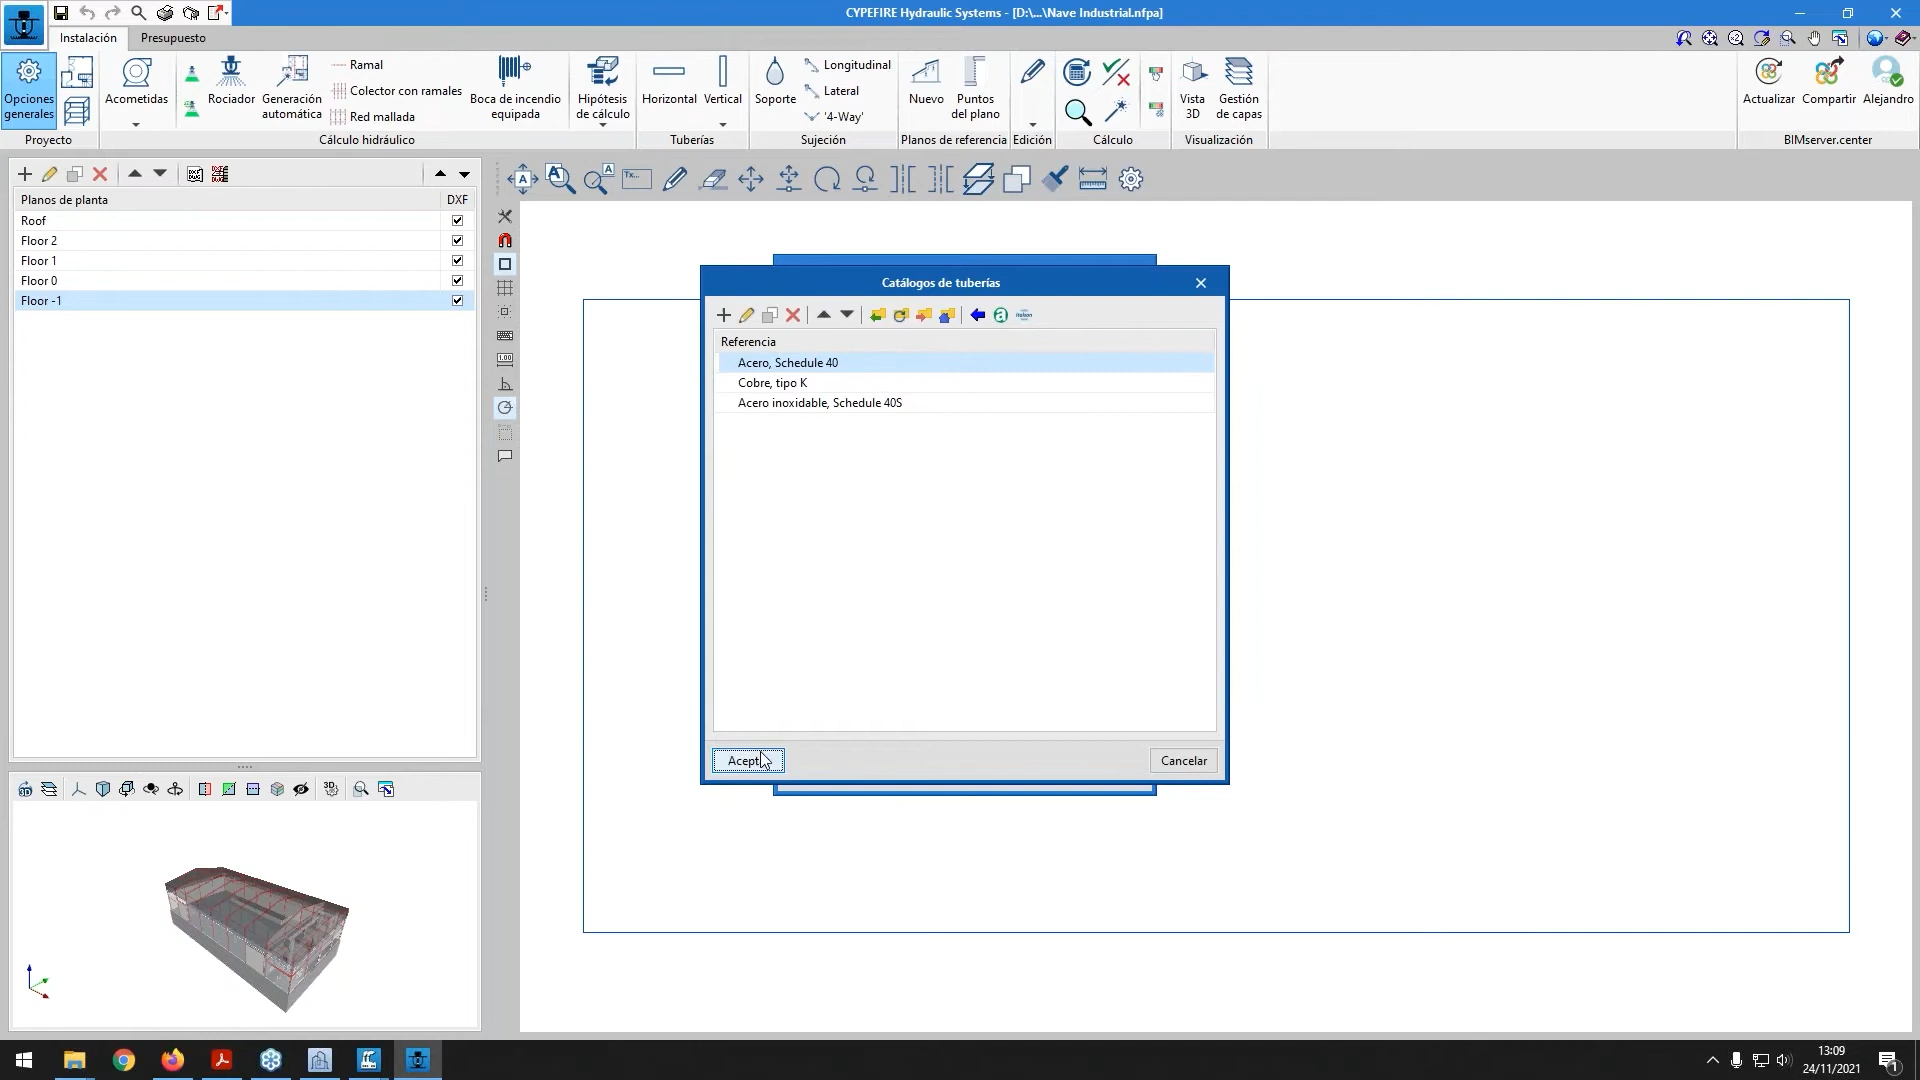 CYPEFIRE Hydraulic Systems - [D:\...\Nave Industrial.nfpa]
Instalación
Presupuesto
Opciones generales
Proyecto
Acometidas
Rociador
Generación automática
Ramal
Colector con ramales
Red mallada
Boca de incendio equipada
Hipótesis de cálculo
Cálculo hidráulico
Horizontal
Vertical
Tuberías
Soporte
Longitudinal
Lateral
'4-Way'
Sujeción
Nuevo
Puntos del plano
Planos de referencia
Edición
Cálculo
Vista 3D
Gestión de capas
Visualización
Actualizar
Compartir
Alejandro
BIMserver.center
Planos de planta
DXF
Roof
Floor 2
Floor 1
Floor 0
Floor -1
Catálogos de tuberías
Referencia
Acero, Schedule 40
Cobre, tipo K
Acero inoxidable, Schedule 40S
Cancelar
13:09
24/11/2021